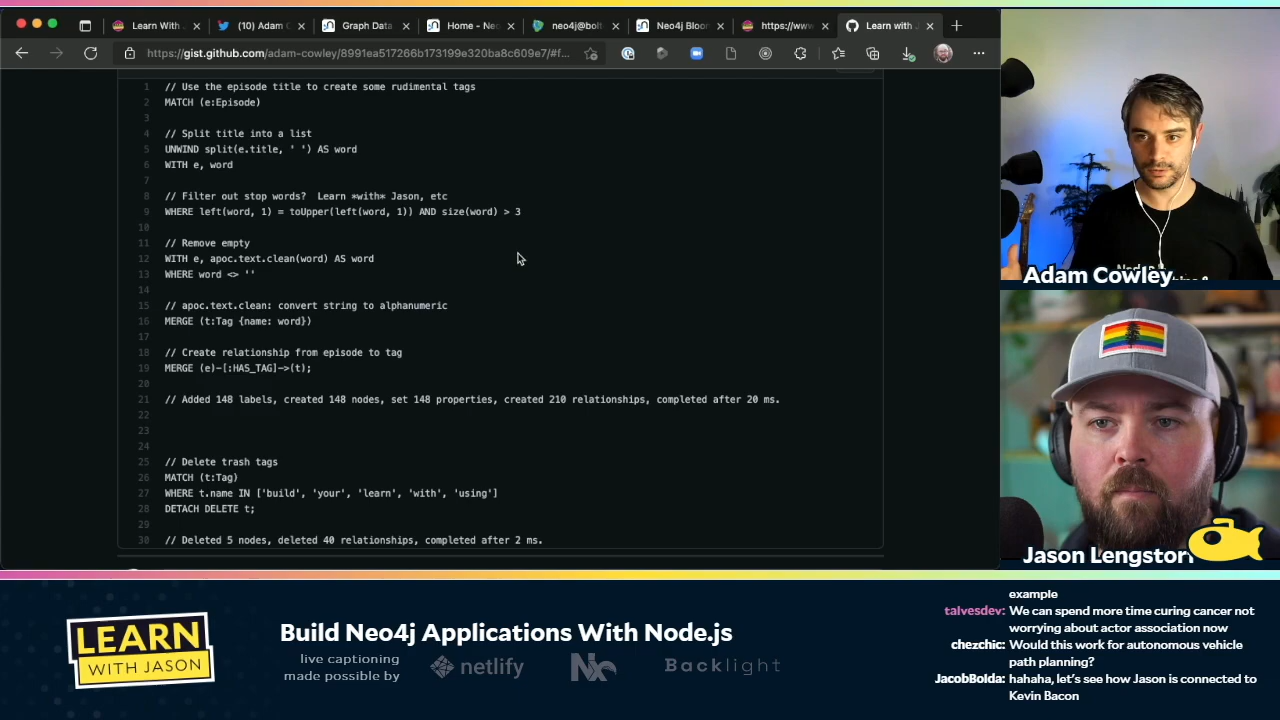 Learn With J
(10) Adam C
Graph Data
Home - Neo
neo4j@bolt
Neo4j Bloor
https://www
Learn with J
https://gist.github.com/adam-cowley/8991ea517266b173199e320ba8c609e7/#f...
1 // Use the episode title to create some rudimental tags
2 MATCH (e:Episode)
3
4 // Split title into a list
5 UNWIND split(e.title, ' ') AS word
6 WITH e, word
7
8 // Filter out stop words?  Learn *with* Jason, etc
9 WHERE left(word, 1) = toUpper(left(word, 1)) AND size(word) > 3
10
11 // Remove empty
12 WITH e, apoc.text.clean(word) AS word
13 WHERE word <> ''
14
15 // apoc.text.clean: convert string to alphanumeric
16 MERGE (t:Tag {name: word})
17
18 // Create relationship from episode to tag
19 MERGE (e)-[:HAS_TAG]->(t);
20
21 // Added 148 labels, created 148 nodes, set 148 properties, created 210 relationships, completed after 20 ms.
22
23
24
25 // Delete trash tags
26 MATCH (t:Tag)
27 WHERE t.name IN ['build', 'your', 'learn', 'with', 'using']
28 DETACH DELETE t;
29
30 // Deleted 5 nodes, deleted 40 relationships, completed after 2 ms.
Adam Cowley
Jason Lengstorf
LEARN
WITH JASON
Build Neo4j Applications With Node.js
live captioning
made possible by
netlify
Nx
Backlight
example
talvesdev: We can spend more time curing cancer not
worrying about actor association now
chezchic: Would this work for autonomous vehicle
path planning?
JacobBolda: hahaha, let's see how Jason is connected to
Kevin Bacon